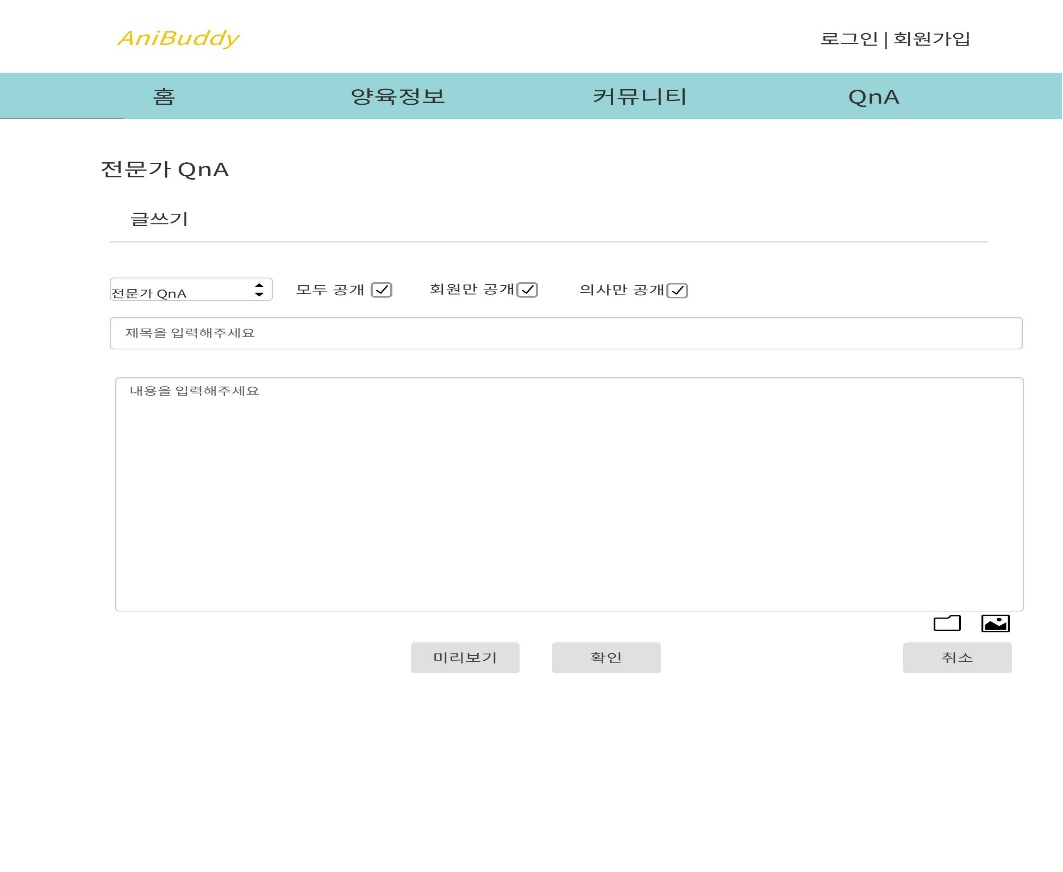 AniBuddy
로그인 | 회원가입
홈 양육정보 커뮤니티 QnA
전문가 QnA
글쓰기
전문가 QnA 모두 공개 회원만 공개 의사만 공개
제목을 입력해주세요
내용을 입력해주세요
미리보기 확인 취소